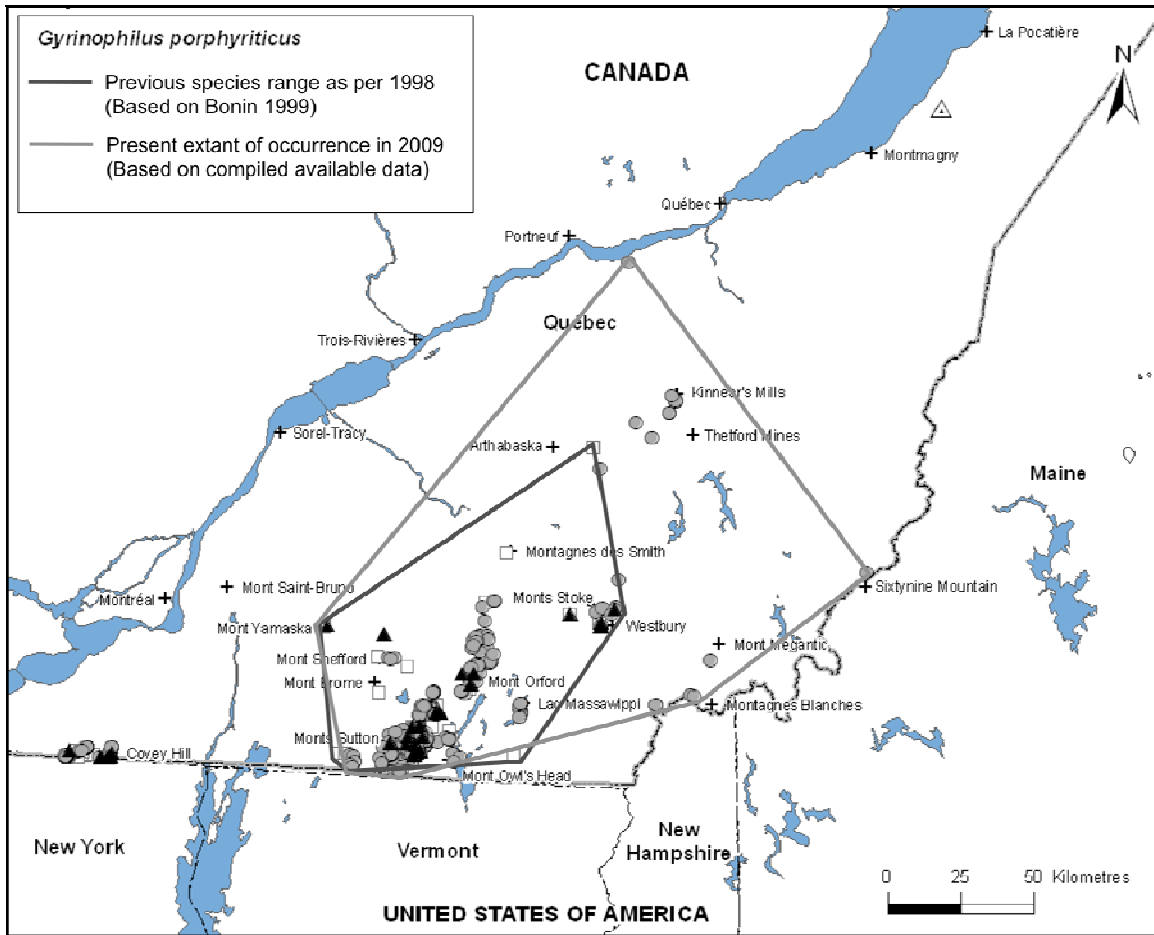 Gyrinophilus porphyriticus
Previous species range as per 1998
(Based on Bonin 1999)
Present extant of occurrence in 2009
(Based on compiled available data)
CANADA
La Pocatière
N
Montmagny
Québec
Portneuf
Québec
Trois-Rivières
Kinnear's Mills
Sorel-Tracy
Arthabaska
Thetford Mines
Maine
Montagnes des Smith
Mont Saint-Bruno
Sixtynine Mountain
Montréal
Monts Stoke
Mont Yamaska
Westbury
Mont Mégantic
Mont Shefford
Mont Brome
Mont Orford
Lac Massawippi
Montagnes Blanches
Monts Sutton
Covey Hill
Mont Owl's Head
New York
Vermont
New
Hampshire
0 25 50 Kilometres
UNITED STATES OF AMERICA